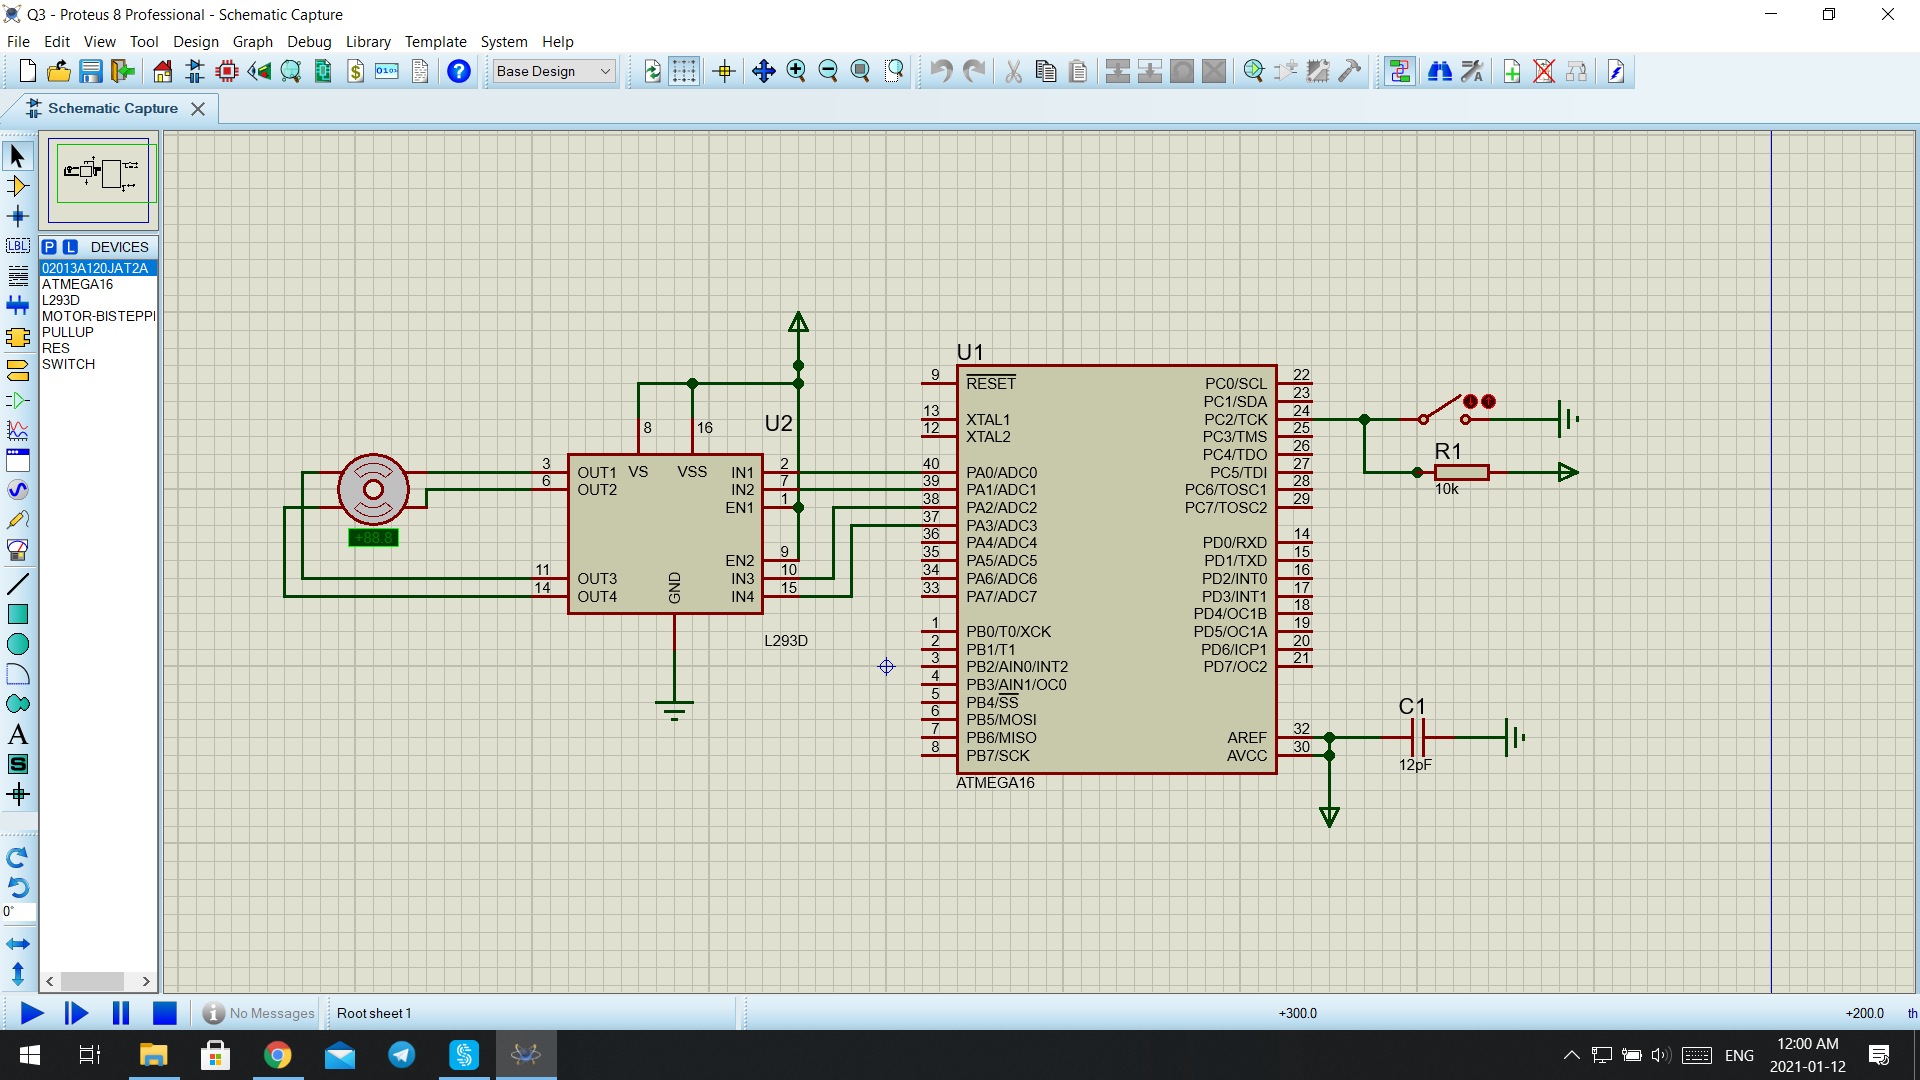 Q3 - Proteus 8 Professional - Schematic Capture
File Edit View Tool Design Graph Debug Library Template System Help
Base Design
Schematic Capture
P L DEVICES
02013A120JAT2A
ATMEGA16
L293D
MOTOR-BISTEPPI
PULLUP
RES
SWITCH
LBL
A
S
0°
+88.8
U2
8 16
VS VSS
3 OUT1 IN1 2
6 OUT2 IN2 7
EN1 1
EN2 9
11 OUT3 IN3 10
14 OUT4 IN4 15
GND
L293D
U1
9 RESET
13 XTAL1
12 XTAL2
40 PA0/ADC0
39 PA1/ADC1
38 PA2/ADC2
37 PA3/ADC3
36 PA4/ADC4
35 PA5/ADC5
34 PA6/ADC6
33 PA7/ADC7
1 PB0/T0/XCK
2 PB1/T1
3 PB2/AIN0/INT2
4 PB3/AIN1/OC0
5 PB4/SS
6 PB5/MOSI
7 PB6/MISO
8 PB7/SCK
PC0/SCL 22
PC1/SDA 23
PC2/TCK 24
PC3/TMS 25
PC4/TDO 26
PC5/TDI 27
PC6/TOSC1 28
PC7/TOSC2 29
PD0/RXD 14
PD1/TXD 15
PD2/INT0 16
PD3/INT1 17
PD4/OC1B 18
PD5/OC1A 19
PD6/ICP1 20
PD7/OC2 21
AREF 32
AVCC 30
ATMEGA16
R1
10k
C1
12pF
No Messages
Root sheet 1
+300.0
+200.0
th
ENG
12:00 AM
2021-01-12